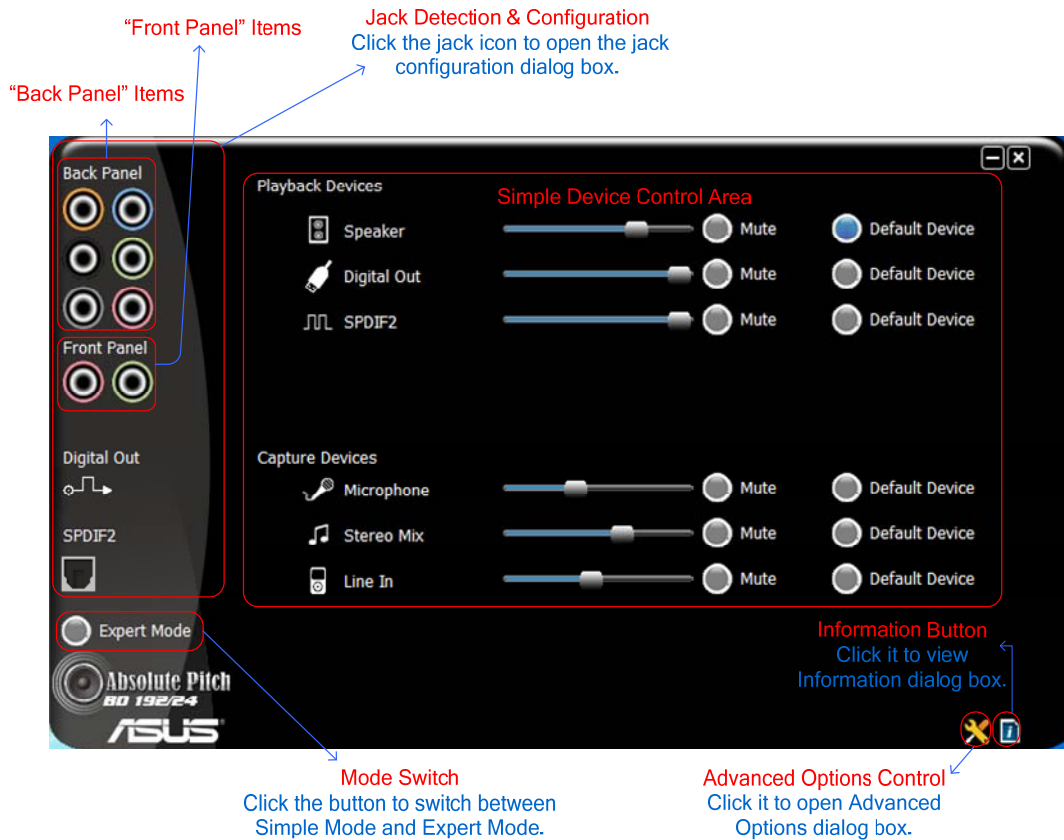 Jack Detection & Configuration
Click the jack icon to open the jack
configuration dialog box.
“Front Panel” Items
“Back Panel” Items
Back Panel
Front Panel
Digital Out
SPDIF2
Playback Devices
Simple Device Control Area
Speaker Mute Default Device
Digital Out Mute Default Device
SPDIF2 Mute Default Device
Capture Devices
Microphone Mute Default Device
Stereo Mix Mute Default Device
Line In Mute Default Device
Expert Mode
Absolute Pitch
BD 192/24
ASUS
Information Button
Click it to view
Information dialog box.
i
Mode Switch
Click the button to switch between
Simple Mode and Expert Mode.
Advanced Options Control
Click it to open Advanced
Options dialog box.